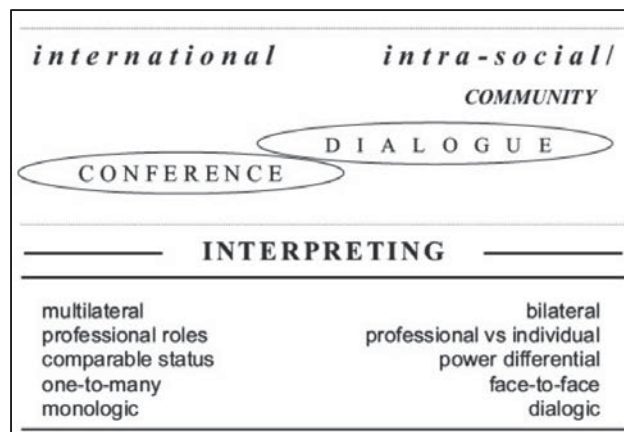 international intra-social/
COMMUNITY
DIALOGUE
CONFERENCE
INTERPRETING
multilateral bilateral
professional roles professional vs individual
comparable status power differential
one-to-many face-to-face
monologic dialogic